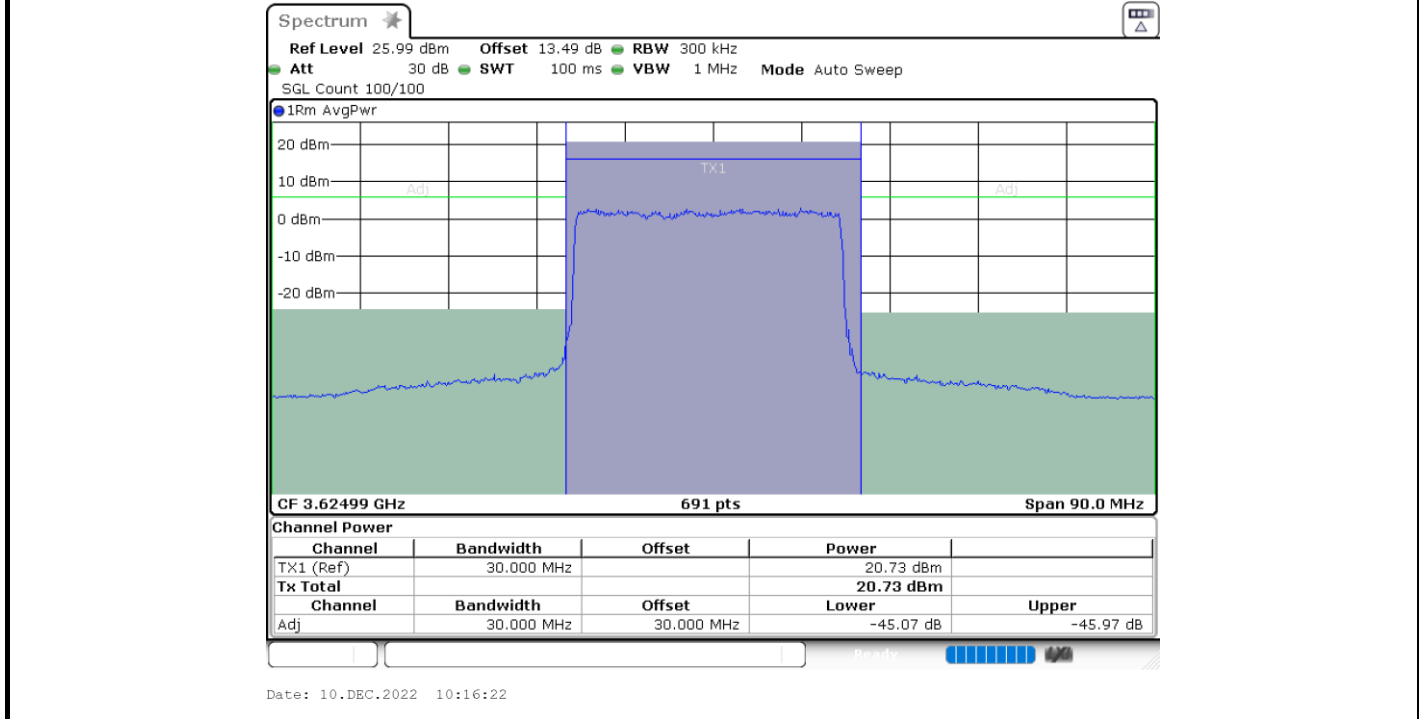 Spectrum
Ref Level 25.99 dBm Offset 13.49 dB RBW 300 kHz
Att 30 dB SWT 100 ms VBW 1 MHz Mode Auto Sweep
SGL Count 100/100
1Rm AvgPwr
20 dBm
TX1
10 dBm
Adj Adj
0 dBm
-10 dBm
-20 dBm
CF 3.62499 GHz 691 pts Span 90.0 MHz
Channel Power
Channel Bandwidth Offset Power
TX1 (Ref) 30.000 MHz 20.73 dBm
Tx Total 20.73 dBm
Channel Bandwidth Offset Lower Upper
Adj 30.000 MHz 30.000 MHz -45.07 dB -45.97 dB
Ready
Date: 10.DEC.2022 10:16:22